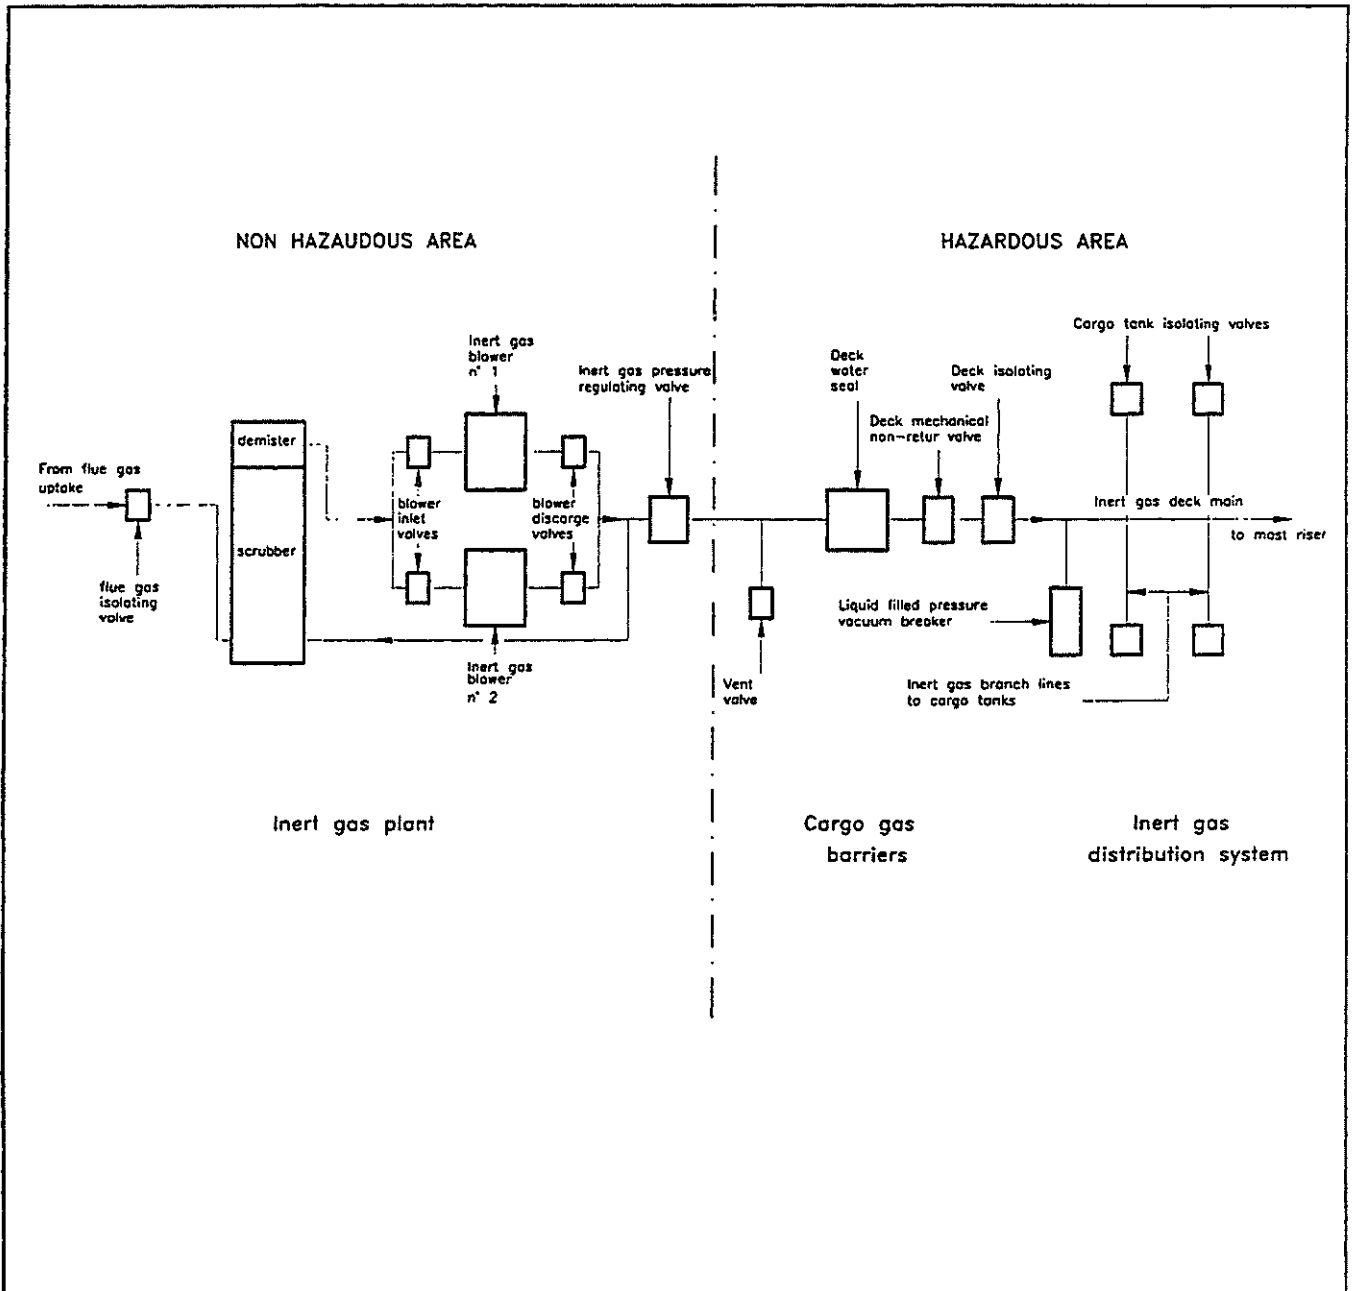 NON HAZAUDOUS AREA
HAZARDOUS AREA
Cargo tank isolating valves
Inert gas
blower
n° 1
Inert gas pressure
regulating valve
Deck
water
seal
Deck isolating
valve
Deck mechanical
non-retur valve
demister
From flue gas
uptake
blower
inlet
valves
blower
discarge
valves
Inert gas deck main
to mast riser
scrubber
flue gas
isolating
valve
Liquid filled pressure
vacuum breaker
Inert gas
blower
n° 2
Vent
valve
Inert gas branch lines
to cargo tanks
Inert gas plant
Cargo gas
barriers
Inert gas
distribution system